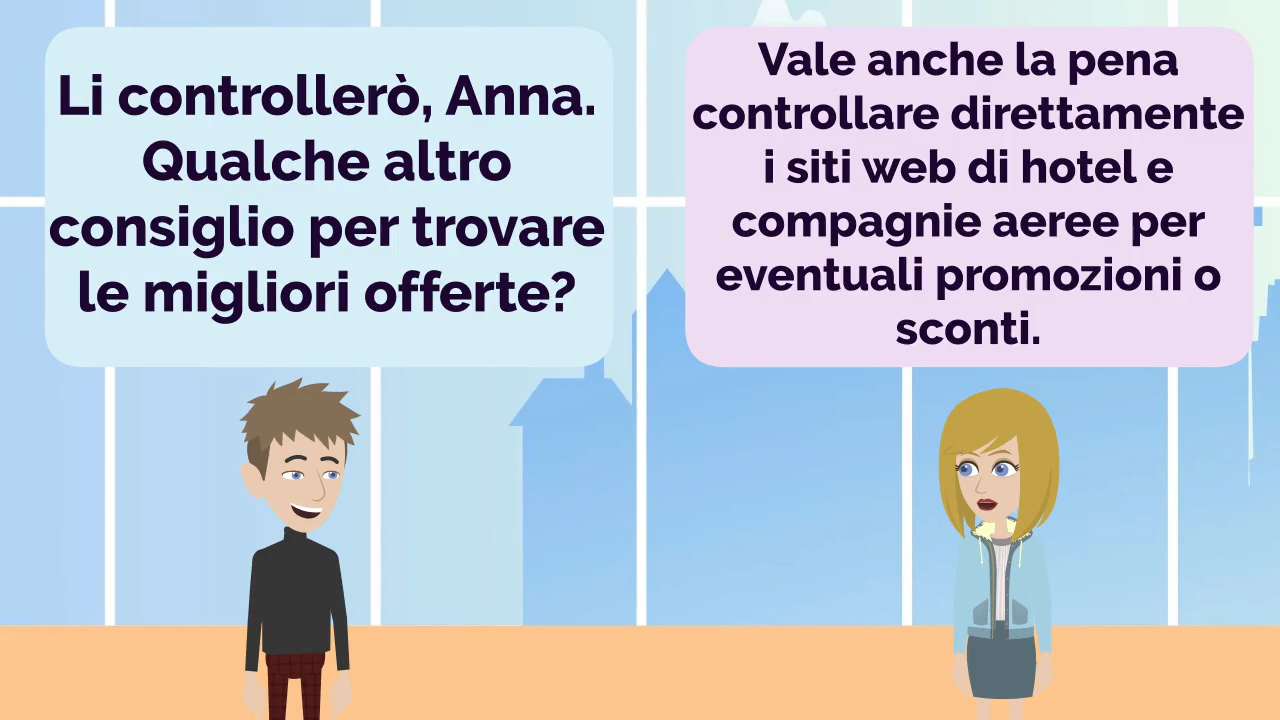 Li controllerò, Anna.
Qualche altro
consiglio per trovare
le migliori offerte?
Vale anche la pena
controllare direttamente
i siti web di hotel e
compagnie aeree per
eventuali promozioni o
sconti.